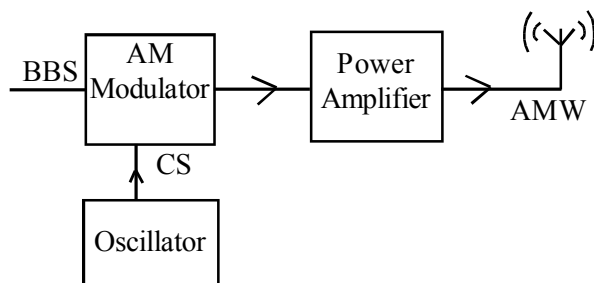 BBS
AM
Modulator
Power
Amplifier
AMW
CS
Oscillator